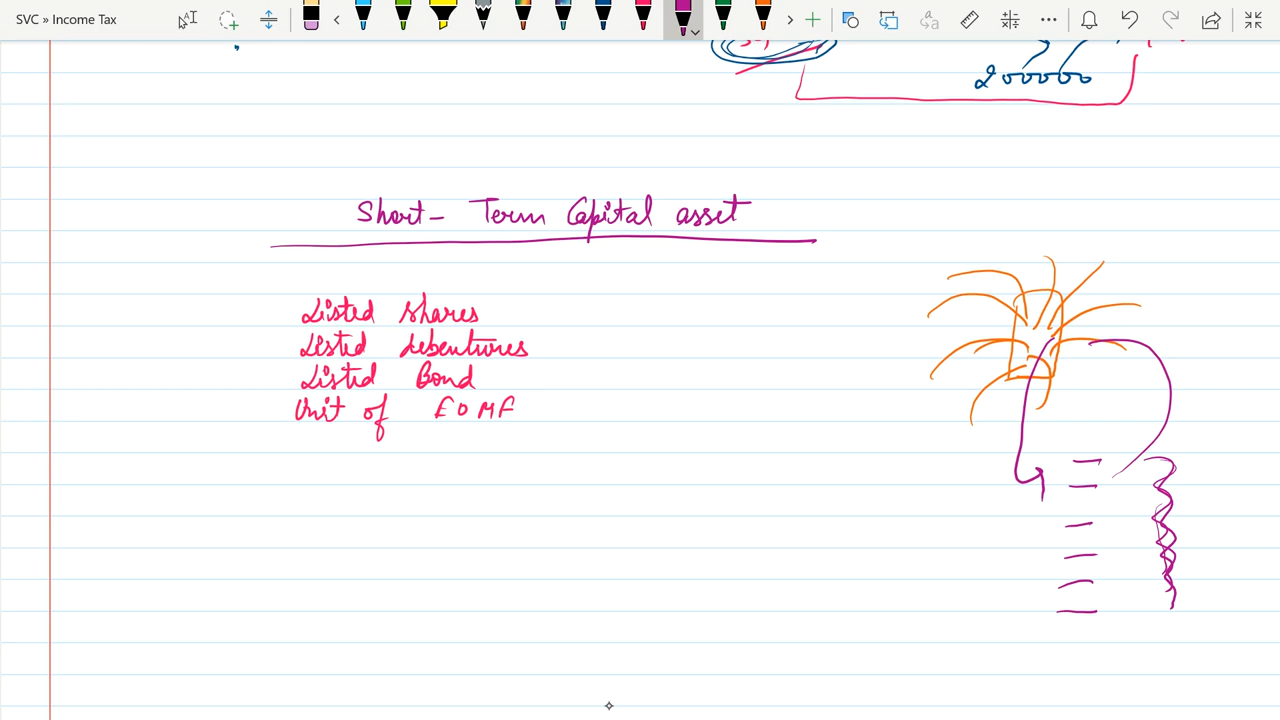 SVC » Income Tax
200000
Short- Term Capital asset
Listed shares
Listed debentures
Listed Bond
Unit of EOMF